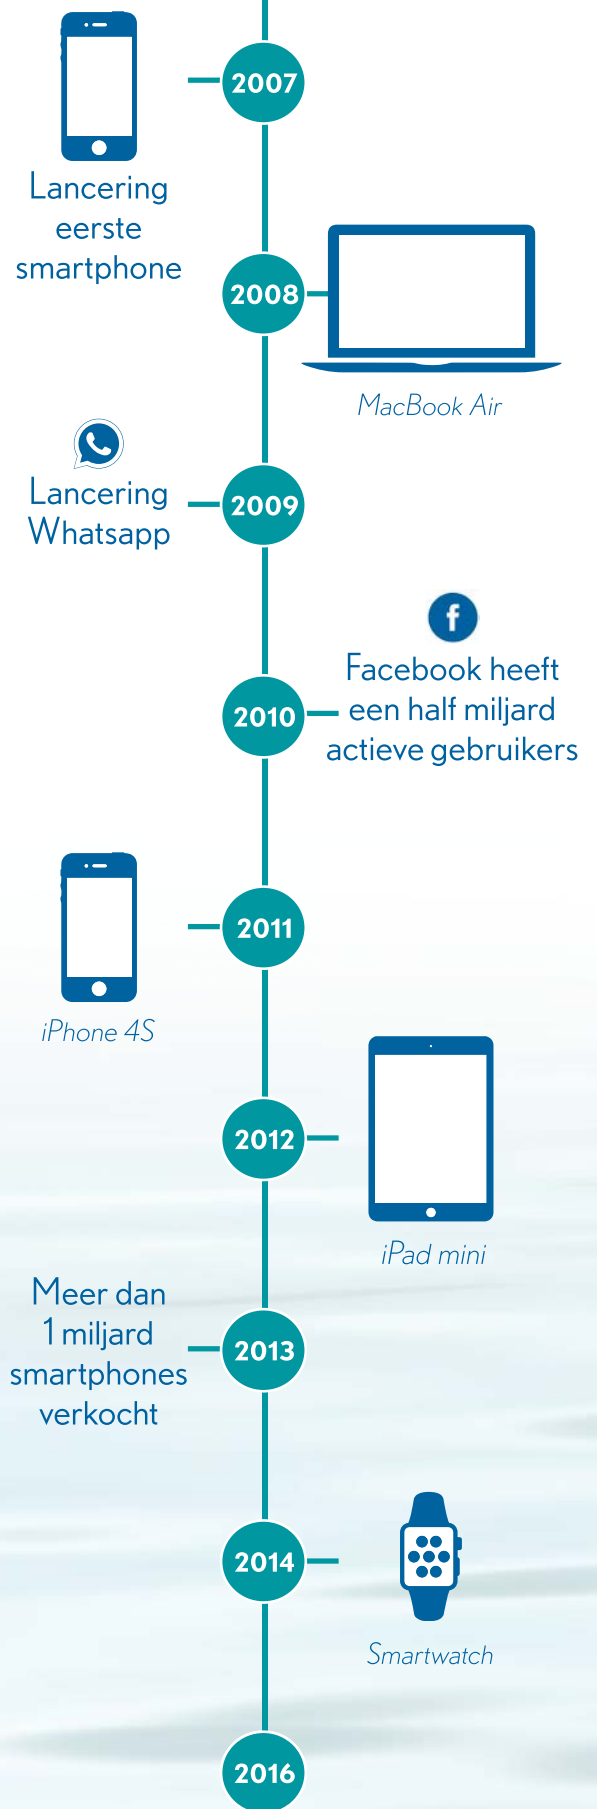 2007
Lancering
eerste
smartphone
2008
MacBook Air
Lancering
Whatsapp
2009
f
Facebook heeft
een half miljard
actieve gebruikers
2010
2011
iPhone 4S
2012
iPad mini
Meer dan
1 miljard
smartphones
verkocht
2013
2014
Smartwatch
2016